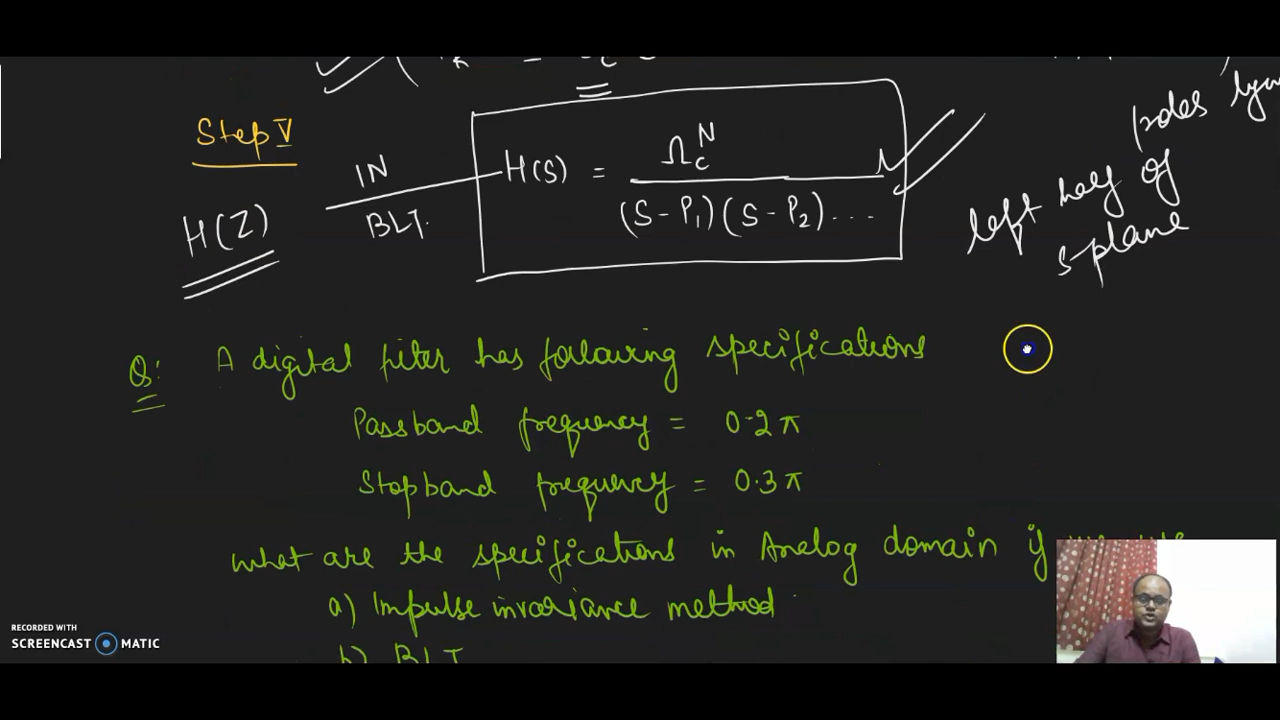 Step V
IN
BLT.
H(Z)
H(S) = Ωc^N
(S-P1)(S-P2)....
poles
left half of
s-plane
Q: A digital filter has following specifications
Passband frequency = 0.2π
Stopband frequency = 0.3π
what are the specifications in Analog domain if
a) Impulse invariance method
b) BLT
RECORDED WITH
SCREENCAST MATIC